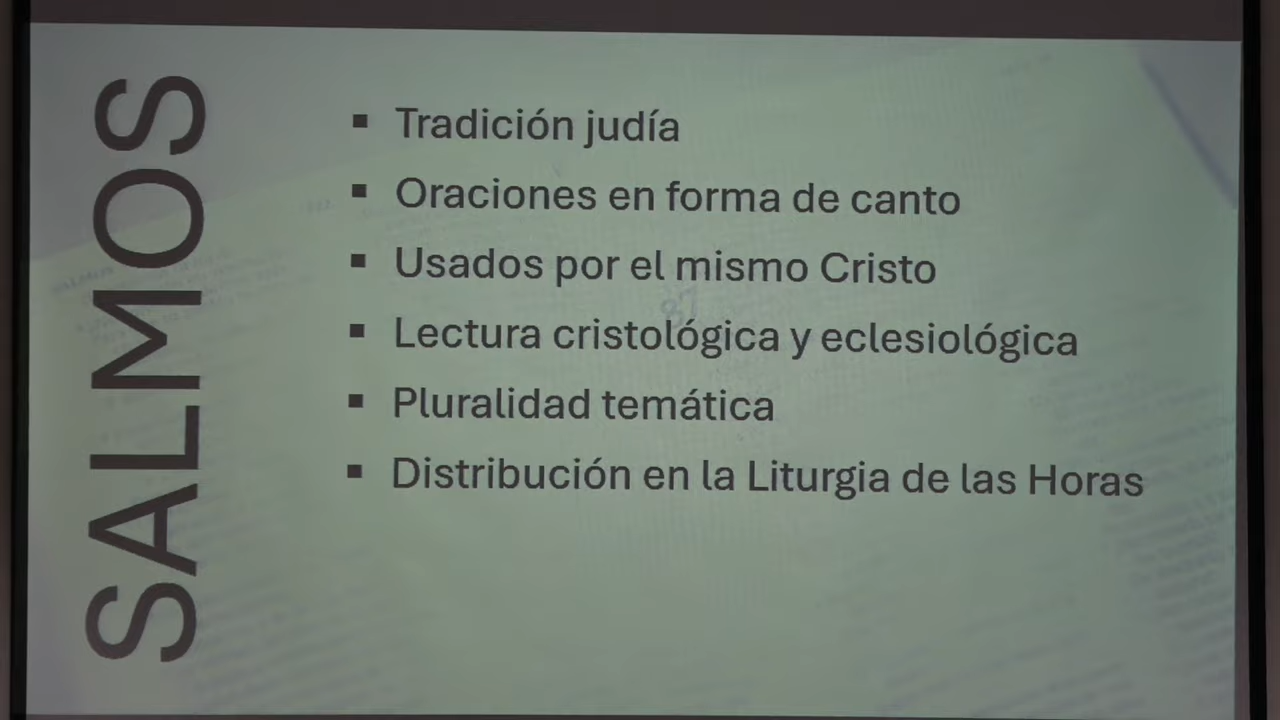 SALMOS
▪ Tradición judía
▪ Oraciones en forma de canto
▪ Usados por el mismo Cristo
▪ Lectura cristológica y eclesiológica
▪ Pluralidad temática
▪ Distribución en la Liturgia de las Horas